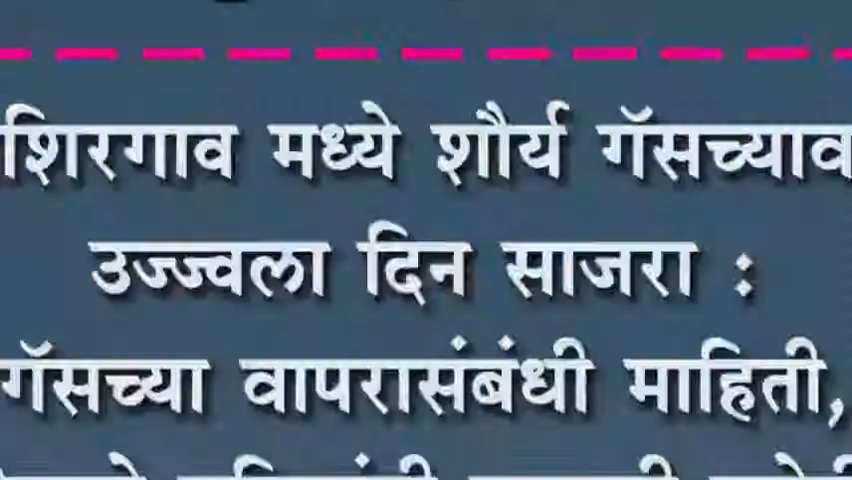 शिरगाव मध्ये शौर्य गॅसच्याव
उज्ज्वला दिन साजरा :
गॅसच्या वापरासंबंधी माहिती,